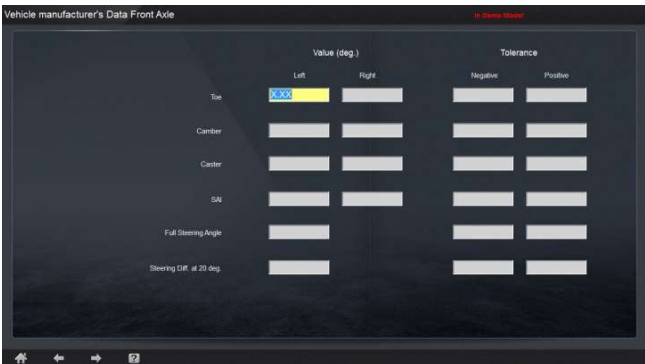 Vehicle manufacturer's Data Front Axle
In Demo Mode!
Value (deg.) Tolerance
Left Right Negative Positive
Toe X.XX
Camber
Caster
SAI
Full Steering Angle
Steering Diff. at 20 deg.
?